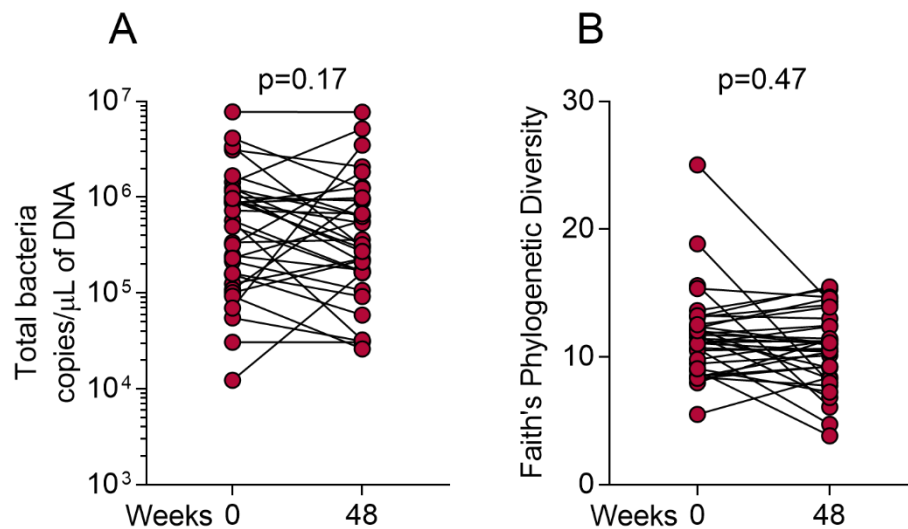 A
p=0.17
Total bacteria
copies/μL of DNA
10⁷
10⁶
10⁵
10⁴
10³
Weeks 0 48
B
p=0.47
Faith's Phylogenetic Diversity
30
20
10
0
Weeks 0 48